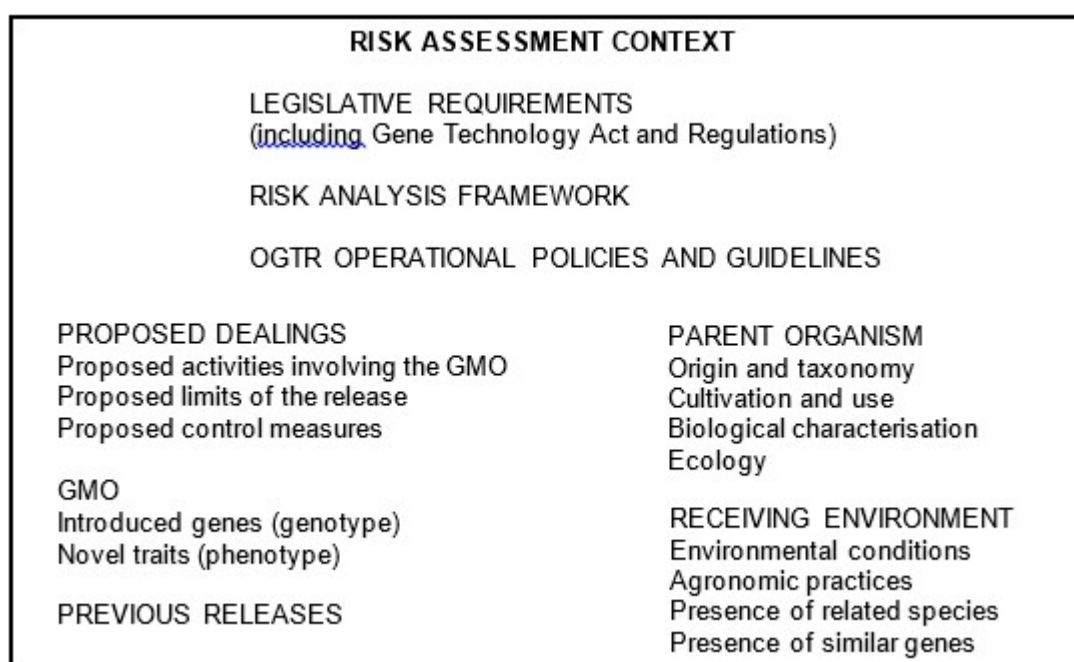 RISK ASSESSMENT CONTEXT
LEGISLATIVE REQUIREMENTS
(including Gene Technology Act and Regulations)
RISK ANALYSIS FRAMEWORK
OGTR OPERATIONAL POLICIES AND GUIDELINES
PROPOSED DEALINGS
Proposed activities involving the GMO
Proposed limits of the release
Proposed control measures
GMO
Introduced genes (genotype)
Novel traits (phenotype)
PREVIOUS RELEASES
PARENT ORGANISM
Origin and taxonomy
Cultivation and use
Biological characterisation
Ecology
RECEIVING ENVIRONMENT
Environmental conditions
Agronomic practices
Presence of related species
Presence of similar genes